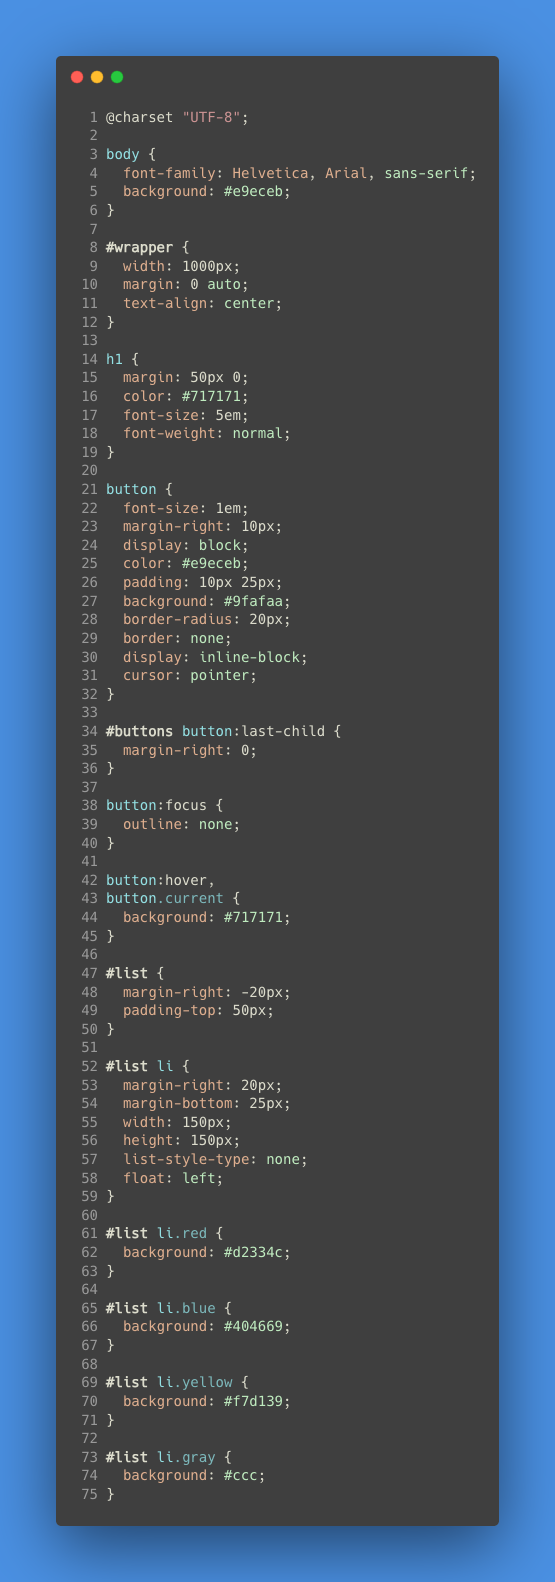 1 @charset "UTF-8";
2
3 body {
4   font-family: Helvetica, Arial, sans-serif;
5   background: #e9eceb;
6 }
7
8 #wrapper {
9   width: 1000px;
10   margin: 0 auto;
11   text-align: center;
12 }
13
14 h1 {
15   margin: 50px 0;
16   color: #717171;
17   font-size: 5em;
18   font-weight: normal;
19 }
20
21 button {
22   font-size: 1em;
23   margin-right: 10px;
24   display: block;
25   color: #e9eceb;
26   padding: 10px 25px;
27   background: #9fafaa;
28   border-radius: 20px;
29   border: none;
30   display: inline-block;
31   cursor: pointer;
32 }
33
34 #buttons button:last-child {
35   margin-right: 0;
36 }
37
38 button:focus {
39   outline: none;
40 }
41
42 button:hover,
43 button.current {
44   background: #717171;
45 }
46
47 #list {
48   margin-right: -20px;
49   padding-top: 50px;
50 }
51
52 #list li {
53   margin-right: 20px;
54   margin-bottom: 25px;
55   width: 150px;
56   height: 150px;
57   list-style-type: none;
58   float: left;
59 }
60
61 #list li.red {
62   background: #d2334c;
63 }
64
65 #list li.blue {
66   background: #404669;
67 }
68
69 #list li.yellow {
70   background: #f7d139;
71 }
72
73 #list li.gray {
74   background: #ccc;
75 }